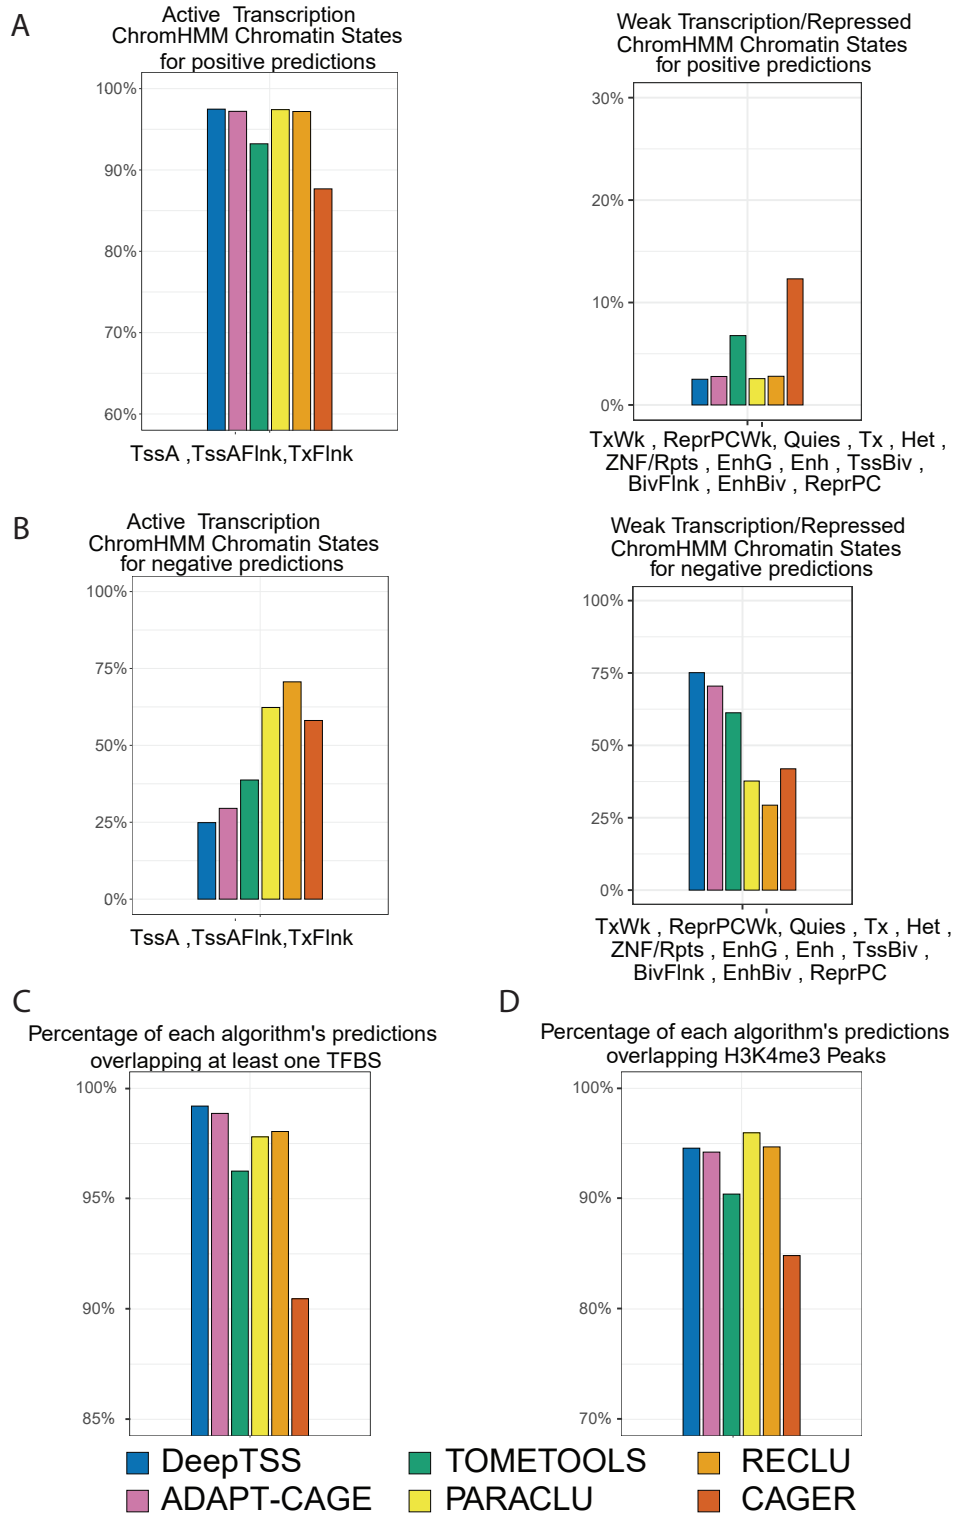 A
Active Transcription
ChromHMM Chromatin States
for positive predictions
100%
90%
80%
70%
60%
TssA ,TssAFlnk,TxFlnk
Weak Transcription/Repressed
ChromHMM Chromatin States
for positive predictions
30%
20%
10%
0%
TxWk , ReprPCWk, Quies , Tx , Het ,
ZNF/Rpts , EnhG , Enh , TssBiv ,
BivFlnk , EnhBiv , ReprPC
B
Active Transcription
ChromHMM Chromatin States
for negative predictions
100%
75%
50%
25%
0%
TssA ,TssAFlnk,TxFlnk
Weak Transcription/Repressed
ChromHMM Chromatin States
for negative predictions
100%
75%
50%
25%
0%
TxWk , ReprPCWk, Quies , Tx , Het ,
ZNF/Rpts , EnhG , Enh , TssBiv ,
BivFlnk , EnhBiv , ReprPC
C
Percentage of each algorithm's predictions
overlapping at least one TFBS
100%
95%
90%
85%
D
Percentage of each algorithm's predictions
overlapping H3K4me3 Peaks
100%
90%
80%
70%
DeepTSS
TOMETOOLS
RECLU
ADAPT-CAGE
PARACLU
CAGER